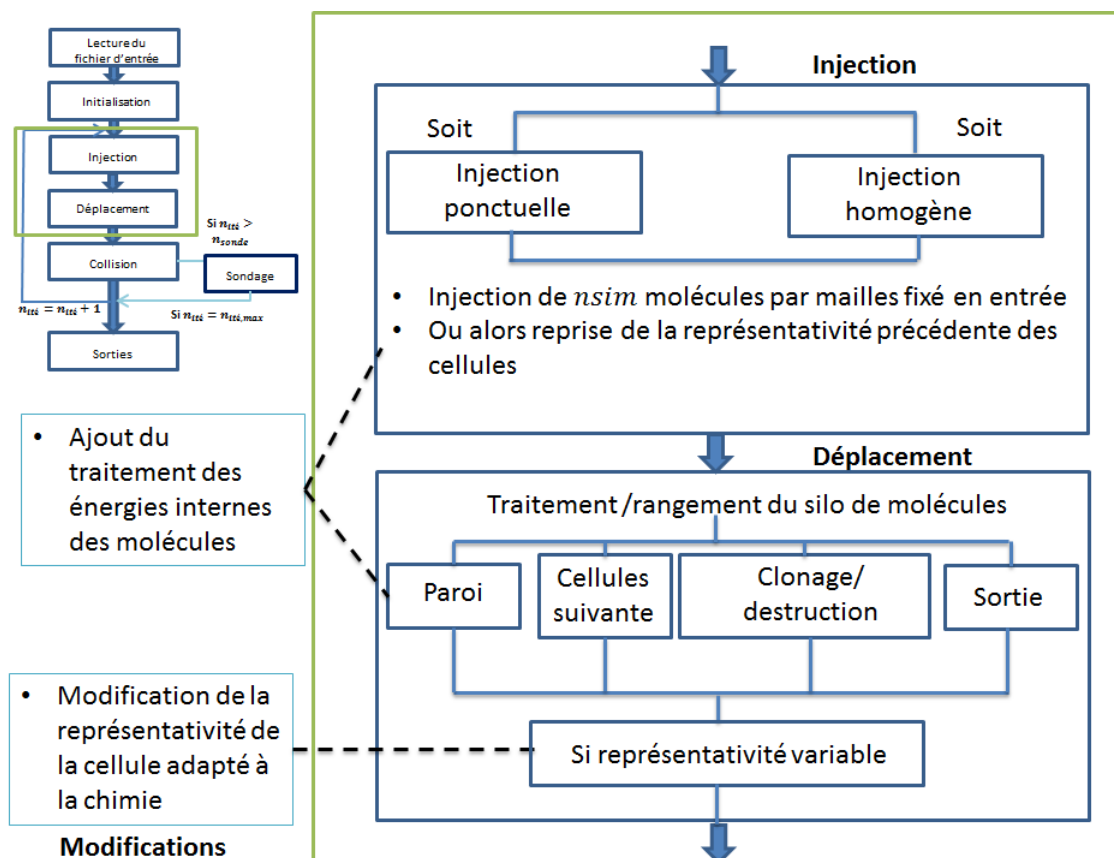 Lecture du
fichier d'entrée
Initialisation
Injection
Déplacement
Si n_ité >
n_sonde
Collision
Sondage
n_ité = n_ité + 1
Si n_ité = n_ité,max
Sorties
Injection
Soit
Soit
Injection
ponctuelle
Injection
homogène
• Injection de nsim molécules par mailles fixé en entrée
• Ou alors reprise de la représentativité précédente des
cellules
• Ajout du
traitement des
énergies internes
des molécules
Déplacement
Traitement/rangement du silo de molécules
Paroi
Cellules
suivante
Clonage/
destruction
Sortie
• Modification de la
représentativité de
la cellule adapté à
la chimie
Si représentativité variable
Modifications